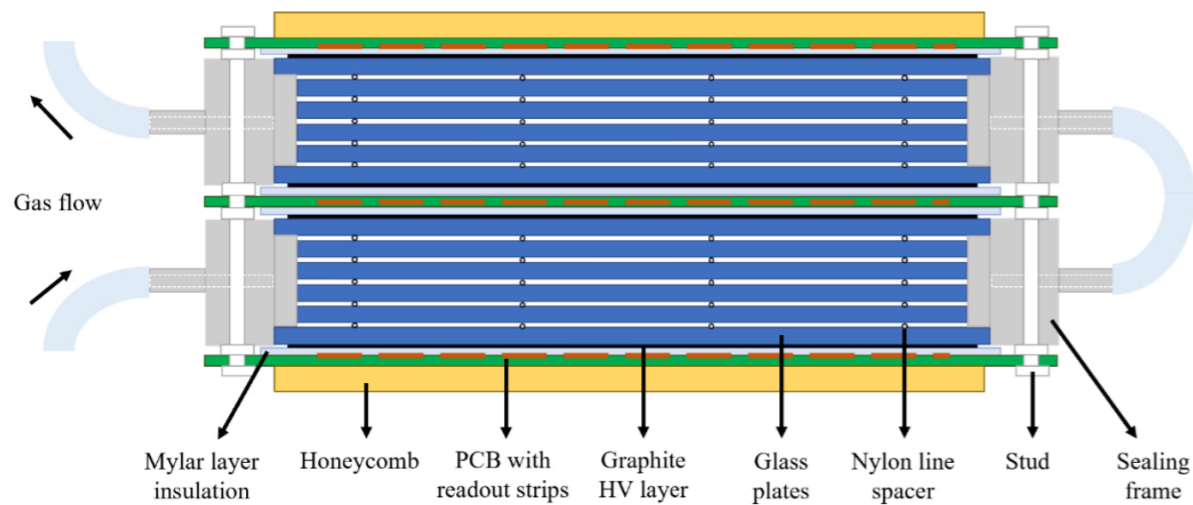 Gas flow
Mylar layer
insulation
Honeycomb
PCB with
readout strips
Graphite
HV layer
Glass
plates
Nylon line
spacer
Stud
Sealing
frame